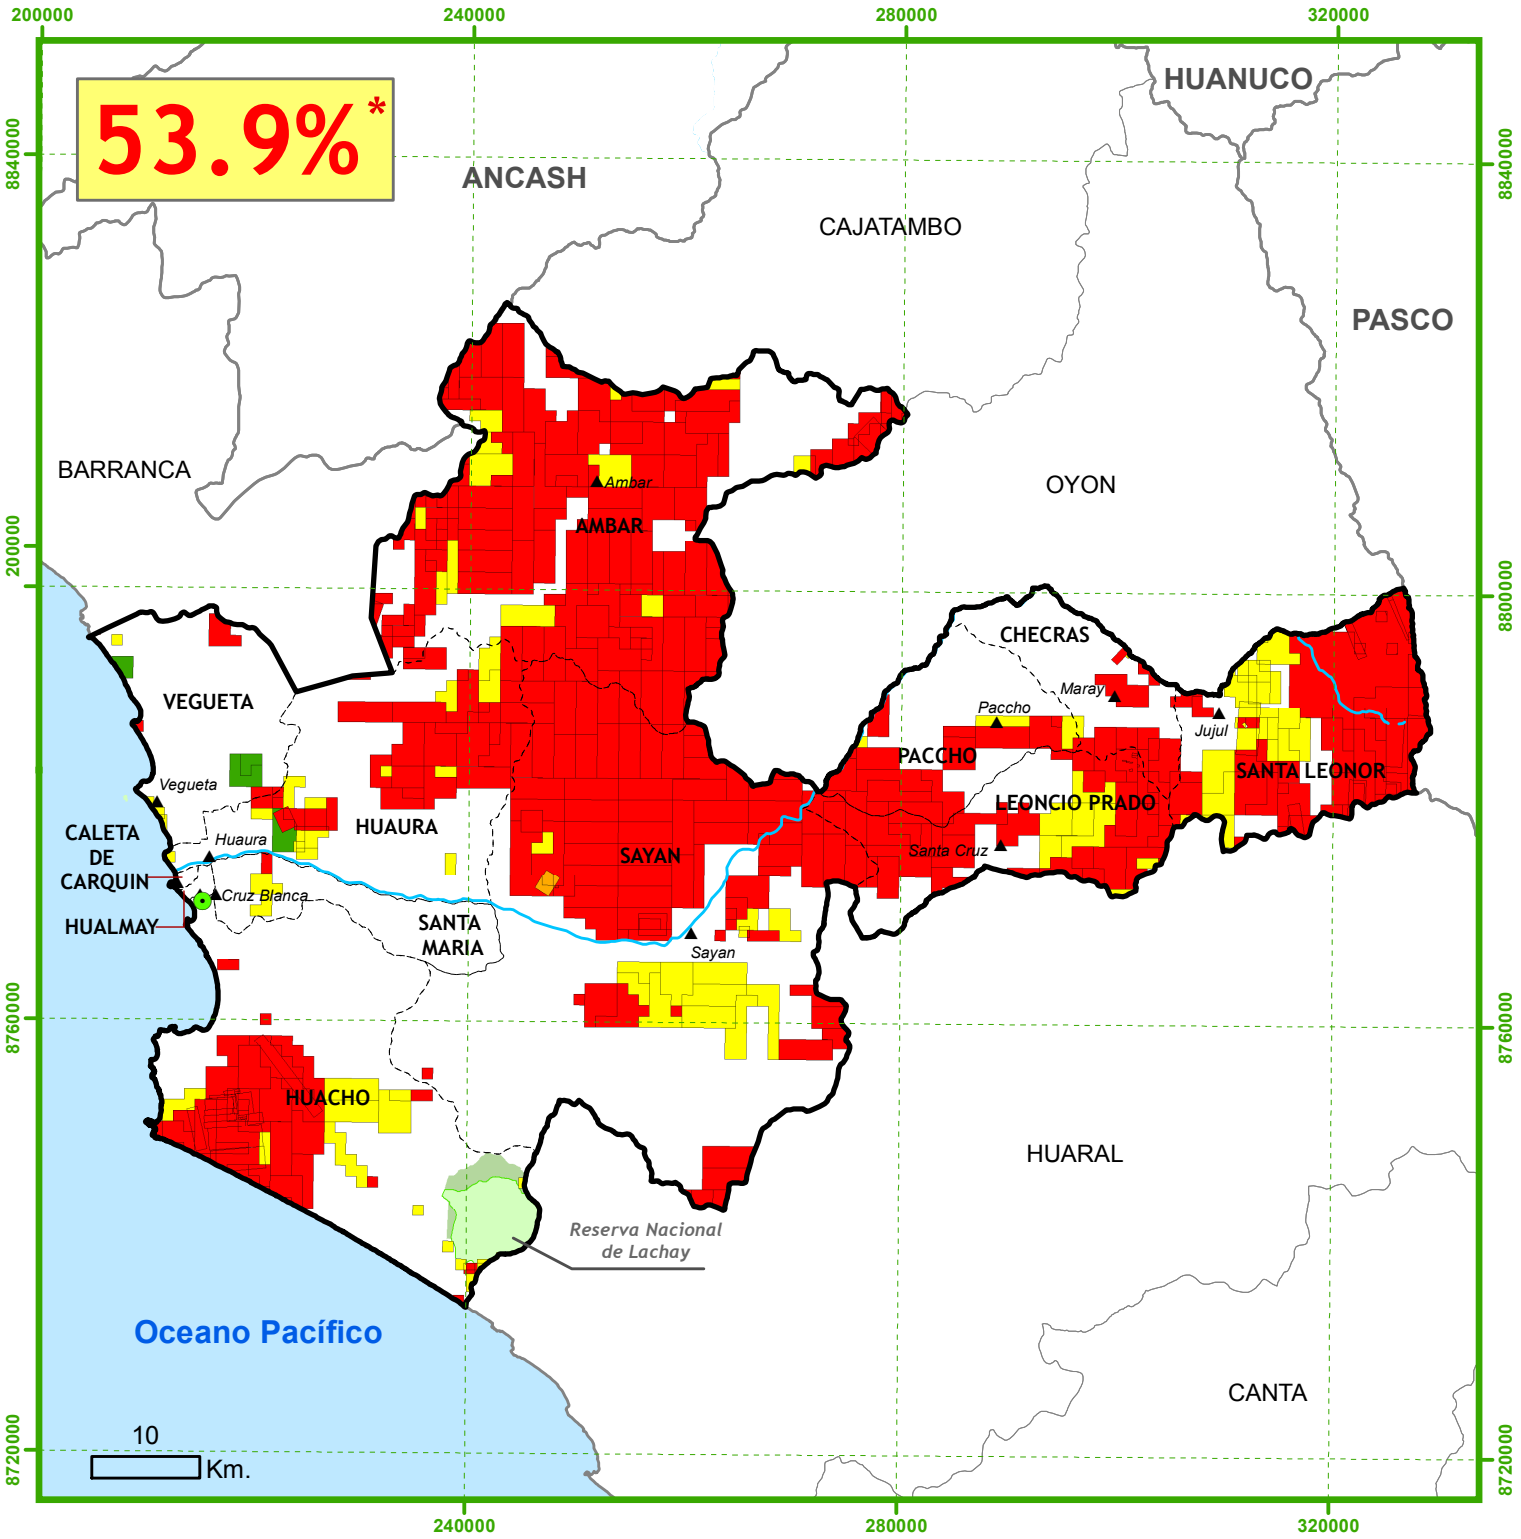 200000
240000
280000
320000
53.9%*
HUANUCO
8840000
8840000
ANCASH
CAJATAMBO
PASCO
BARRANCA
Ambar
OYON
AMBAR
200000
8800000
CHECRAS
VEGUETA
Maray
Paccho
Jujul
PACCHO
SANTA LEONOR
Vegueta
LEONCIO PRADO
CALETA
DE
CARQUIN
Huaura
HUAURA
SAYAN
Santa Cruz
Cruz Blanca
HUALMAY
SANTA
MARIA
Sayan
8760000
8760000
HUACHO
HUARAL
Reserva Nacional
de Lachay
Oceano Pacífico
CANTA
10
Km.
8720000
8720000
240000
280000
320000